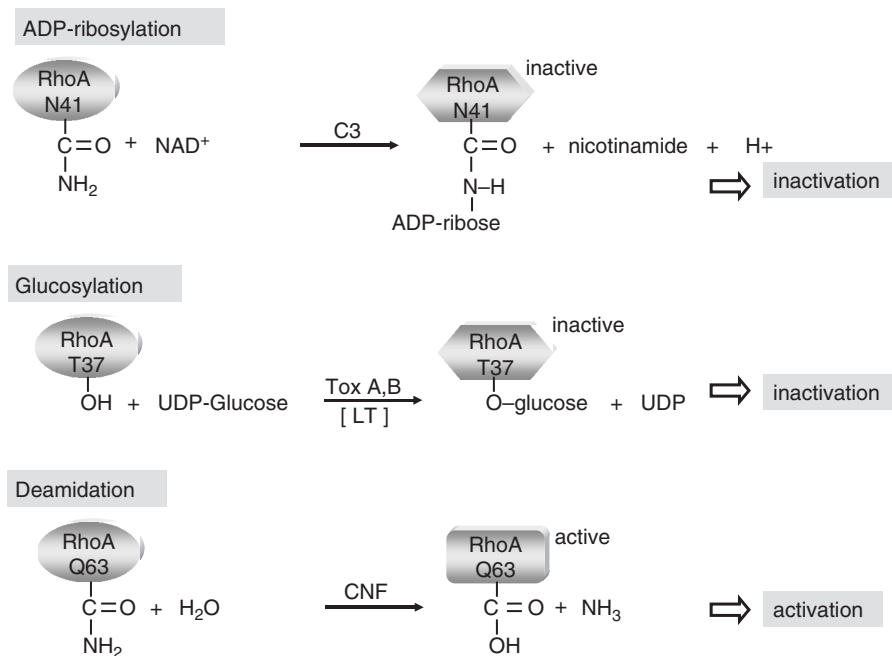 ADP-ribosylation
RhoA
N41
C=O + NAD⁺
NH₂
C3
RhoA
N41
inactive
C=O + nicotinamide + H+
N–H
ADP-ribose
inactivation
Glucosylation
RhoA
T37
OH + UDP-Glucose
Tox A,B
[ LT ]
RhoA
T37
inactive
O–glucose + UDP
inactivation
Deamidation
RhoA
Q63
C=O + H₂O
NH₂
CNF
RhoA
Q63
active
C=O + NH₃
OH
activation